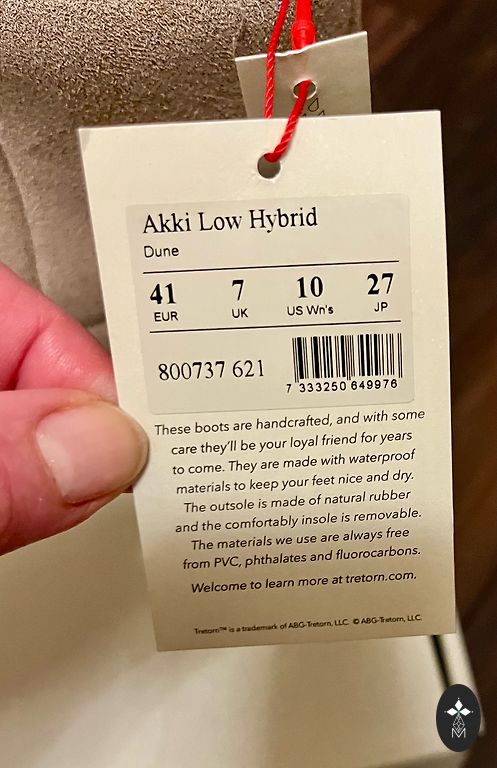 Akki Low Hybrid
Dune
41 7 10 27
EUR UK US Wn's JP
800737 621
7 333250 649976
These boots are handcrafted, and with some
care they'll be your loyal friend for years
to come. They are made with waterproof
materials to keep your feet nice and dry.
The outsole is made of natural rubber
and the comfortably insole is removable.
The materials we use are always free
from PVC, phthalates and fluorocarbons.
Welcome to learn more at tretorn.com.
Tretorn™ is a trademark of ABG-Tretorn, LLC. © ABG-Tretorn, LLC.
M